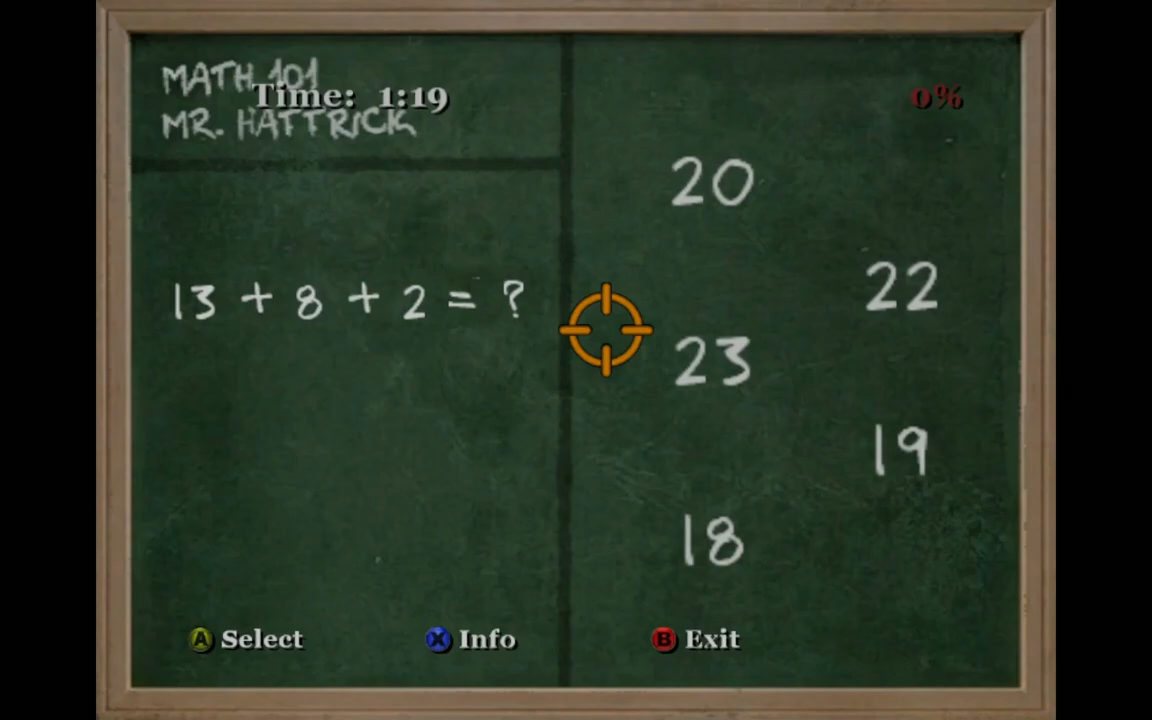 MATH 101
Time: 1:19
0%
MR. HATTRICK
20
22
13 + 8 + 2 = ?
23
19
18
A Select
X Info
B Exit